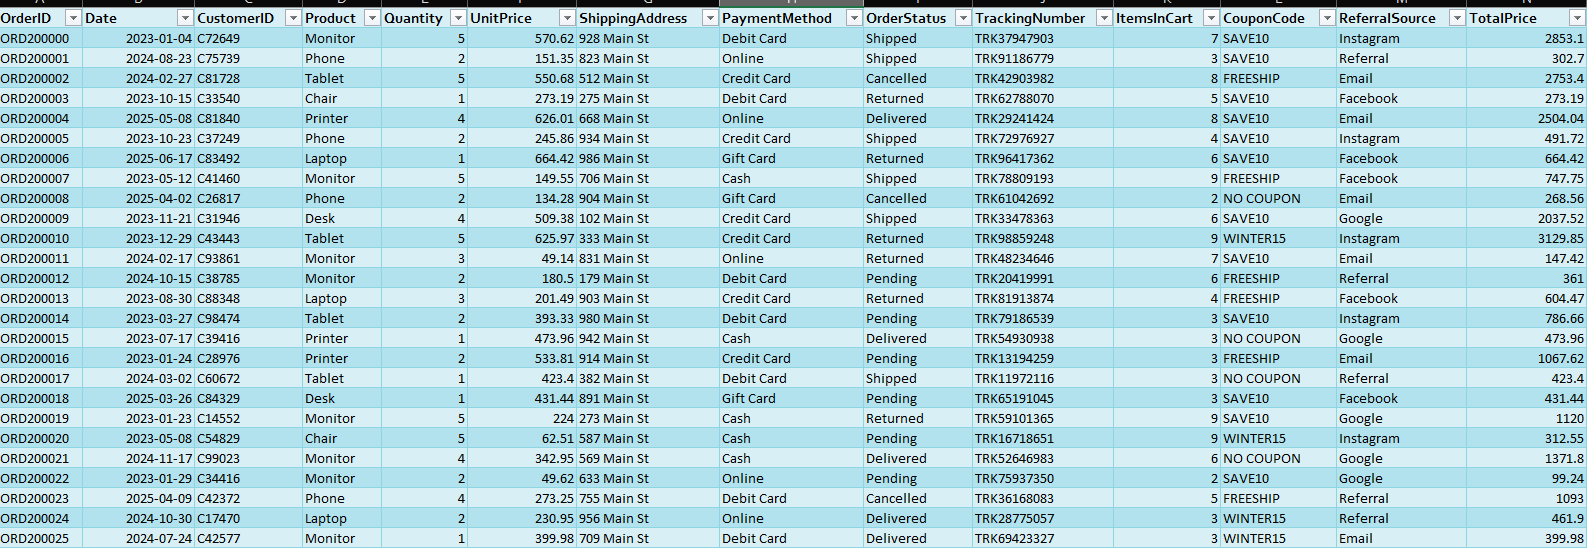 OrderID Date CustomerID Product Quantity UnitPrice ShippingAddress PaymentMethod OrderStatus TrackingNumber ItemsInCart CouponCode ReferralSource TotalPrice
ORD200000 2023-01-04 C72649 Monitor 5 570.62 928 Main St Debit Card Shipped TRK37947903 7 SAVE10 Instagram 2853.1
ORD200001 2024-08-23 C75739 Phone 2 151.35 823 Main St Online Shipped TRK91186779 3 SAVE10 Referral 302.7
ORD200002 2024-02-27 C81728 Tablet 5 550.68 512 Main St Credit Card Cancelled TRK42903982 8 FREESHIP Email 2753.4
ORD200003 2023-10-15 C33540 Chair 1 273.19 275 Main St Debit Card Returned TRK62788070 5 SAVE10 Facebook 273.19
ORD200004 2025-05-08 C81840 Printer 4 626.01 668 Main St Online Delivered TRK29241424 8 SAVE10 Email 2504.04
ORD200005 2023-10-23 C37249 Phone 2 245.86 934 Main St Credit Card Shipped TRK72976927 4 SAVE10 Instagram 491.72
ORD200006 2025-06-17 C83492 Laptop 1 664.42 986 Main St Gift Card Returned TRK96417362 6 SAVE10 Facebook 664.42
ORD200007 2023-05-12 C41460 Monitor 5 149.55 706 Main St Cash Shipped TRK78809193 9 FREESHIP Facebook 747.75
ORD200008 2025-04-02 C26817 Phone 2 134.28 904 Main St Gift Card Cancelled TRK61042692 2 NO COUPON Email 268.56
ORD200009 2023-11-21 C31946 Desk 4 509.38 102 Main St Credit Card Shipped TRK33478363 6 SAVE10 Google 2037.52
ORD200010 2023-12-29 C43443 Tablet 5 625.97 333 Main St Credit Card Returned TRK98859248 9 WINTER15 Instagram 3129.85
ORD200011 2024-02-17 C93861 Monitor 3 49.14 831 Main St Online Returned TRK48234646 7 SAVE10 Email 147.42
ORD200012 2024-10-15 C38785 Monitor 2 180.5 179 Main St Debit Card Pending TRK20419991 6 FREESHIP Referral 361
ORD200013 2023-08-30 C88348 Laptop 3 201.49 903 Main St Credit Card Returned TRK81913874 4 FREESHIP Facebook 604.47
ORD200014 2023-03-27 C98474 Tablet 2 393.33 980 Main St Debit Card Pending TRK79186539 3 SAVE10 Instagram 786.66
ORD200015 2023-07-17 C39416 Printer 1 473.96 942 Main St Cash Delivered TRK54930938 3 NO COUPON Google 473.96
ORD200016 2023-01-24 C28976 Printer 2 533.81 914 Main St Credit Card Pending TRK13194259 3 FREESHIP Email 1067.62
ORD200017 2024-03-02 C60672 Tablet 1 423.4 382 Main St Debit Card Shipped TRK11972116 3 NO COUPON Referral 423.4
ORD200018 2025-03-26 C84329 Desk 1 431.44 891 Main St Gift Card Pending TRK65191045 3 SAVE10 Facebook 431.44
ORD200019 2023-01-23 C14552 Monitor 5 224 273 Main St Cash Returned TRK59101365 9 SAVE10 Google 1120
ORD200020 2023-05-08 C54829 Chair 5 62.51 587 Main St Cash Pending TRK16718651 9 WINTER15 Instagram 312.55
ORD200021 2024-11-17 C99023 Monitor 4 342.95 569 Main St Cash Delivered TRK52646983 6 NO COUPON Google 1371.8
ORD200022 2023-01-29 C34416 Monitor 2 49.62 633 Main St Online Pending TRK75937350 2 SAVE10 Google 99.24
ORD200023 2025-04-09 C42372 Phone 4 273.25 755 Main St Debit Card Cancelled TRK36168083 5 FREESHIP Referral 1093
ORD200024 2024-10-30 C17470 Laptop 2 230.95 956 Main St Online Delivered TRK28775057 3 WINTER15 Referral 461.9
ORD200025 2024-07-24 C42577 Monitor 1 399.98 709 Main St Debit Card Delivered TRK69423327 3 WINTER15 Email 399.98